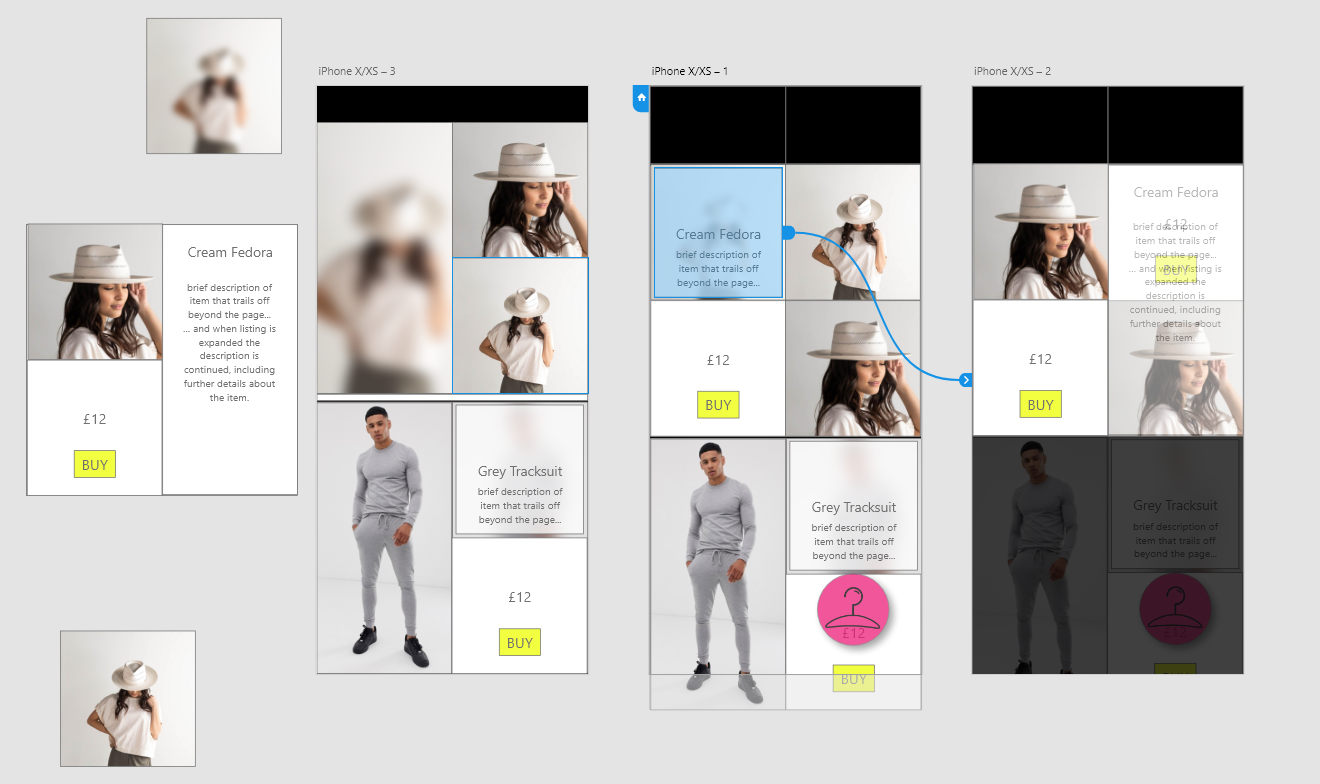 iPhone X/XS – 3
iPhone X/XS – 1
iPhone X/XS – 2
Cream Fedora
brief description of
item that trails off
beyond the page...
... and when listing is
expanded the
description is
continued, including
further details about
the item.
£12
BUY
Grey Tracksuit
brief description of
item that trails off
beyond the page...
£12
BUY
Cream Fedora
brief description of
item that trails off
beyond the page...
£12
BUY
Grey Tracksuit
brief description of
item that trails off
beyond the page...
£12
BUY
Cream Fedora
£12
brief description of
item that trails off
beyond the page...
... and when listing is
BUY
expanded the
description is
continued, including
further details about
the item.
£12
BUY
Grey Tracksuit
brief description of
item that trails off
beyond the page...
£12